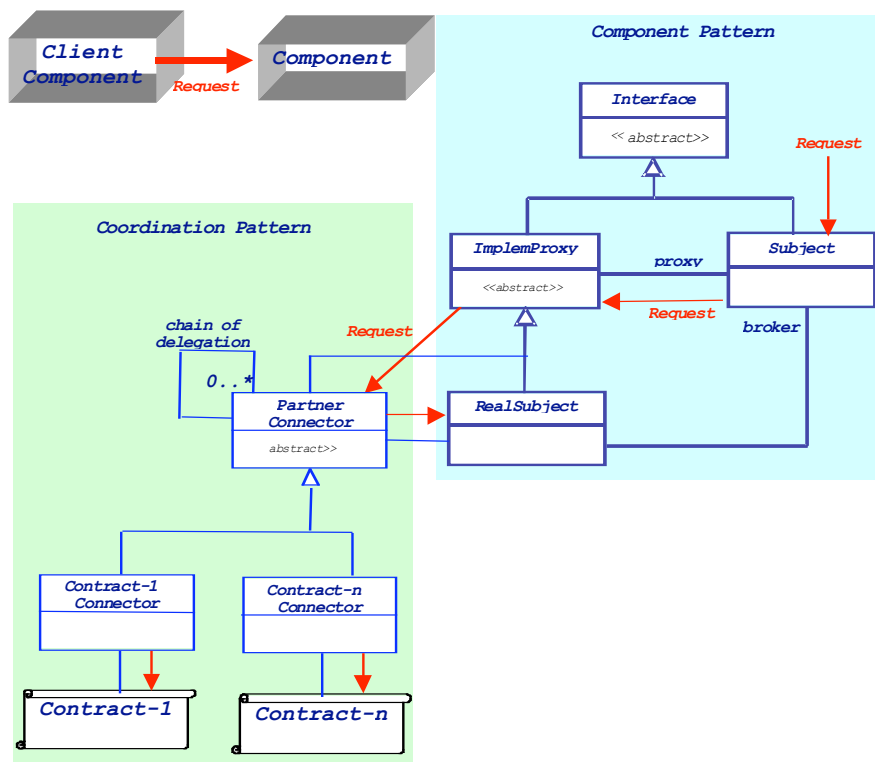 Client
Component
Request
Component
Component Pattern
Interface
<< abstract>>
Request
Coordination Pattern
ImplemProxy
<<abstract>>
proxy
Subject
Request
broker
chain of
delegation
0..*
Request
Partner
Connector
abstract>>
RealSubject
Contract-1
Connector
Contract-n
Connector
Contract-1
Contract-n